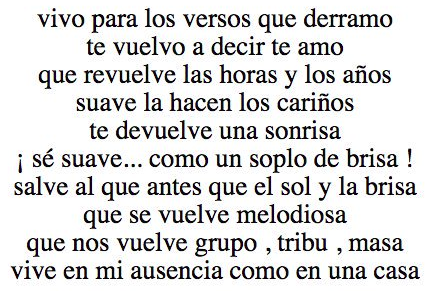 vivo para los versos que derramo
te vuelvo a decir te amo
que revuelve las horas y los años
suave la hacen los cariños
te devuelve una sonrisa
¡ sé suave... como un soplo de brisa !
salve al que antes que el sol y la brisa
que se vuelve melodiosa
que nos vuelve grupo , tribu , masa
vive en mi ausencia como en una casa